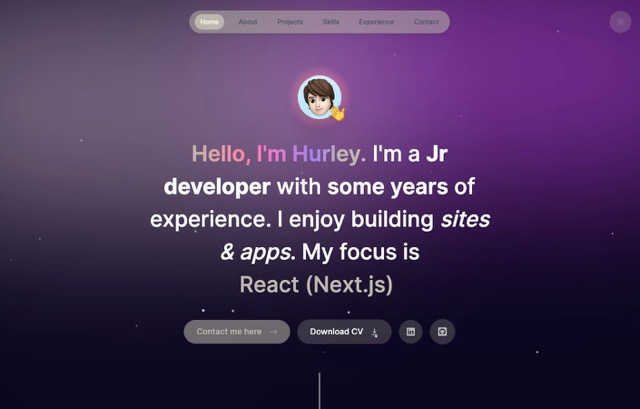 Home About Projects Skills Experience Contact
Hello, I'm Hurley. I'm a Jr
developer with some years of
experience. I enjoy building sites
& apps. My focus is
React (Next.js)
Contact me here → Download CV